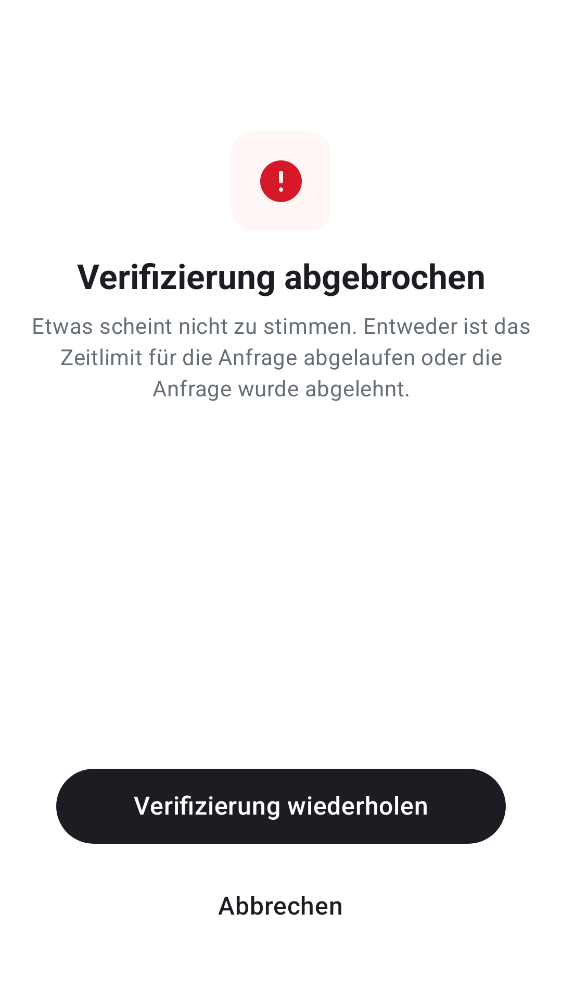 Verifizierung abgebrochen
Etwas scheint nicht zu stimmen. Entweder ist das
Zeitlimit für die Anfrage abgelaufen oder die
Anfrage wurde abgelehnt.
Verifizierung wiederholen
Abbrechen